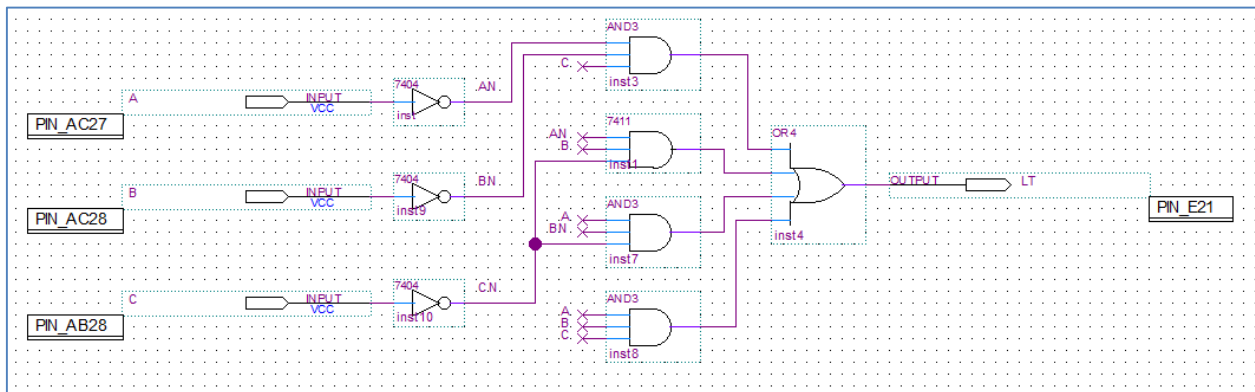 AND3
C
inst3
7404
.AN
A
INPUT
VCC
inst
PIN_AC27
7411
.AN
B.
inst1
OR4
7404
.BN
B
INPUT
VCC
inst9
PIN_AC28
AND3
A.
.BN
inst7
inst4
OUTPUT
LT
PIN_E21
7404
.C.N
C
INPUT
VCC
inst10
PIN_AB28
AND3
A.
B.
C
inst8